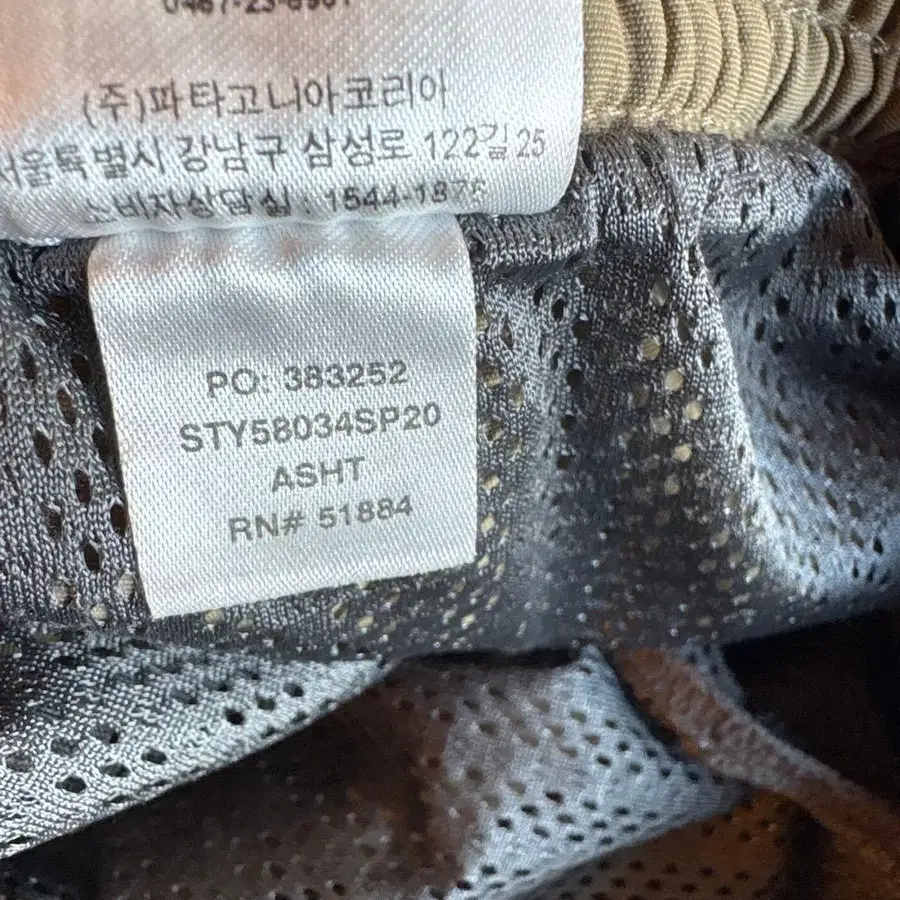 (주)파타고니아코리아
서울특별시 강남구 삼성로 122길 25
소비자상담실 : 1544-1876
PO: 383252
STY58034SP20
ASHT
RN# 51884